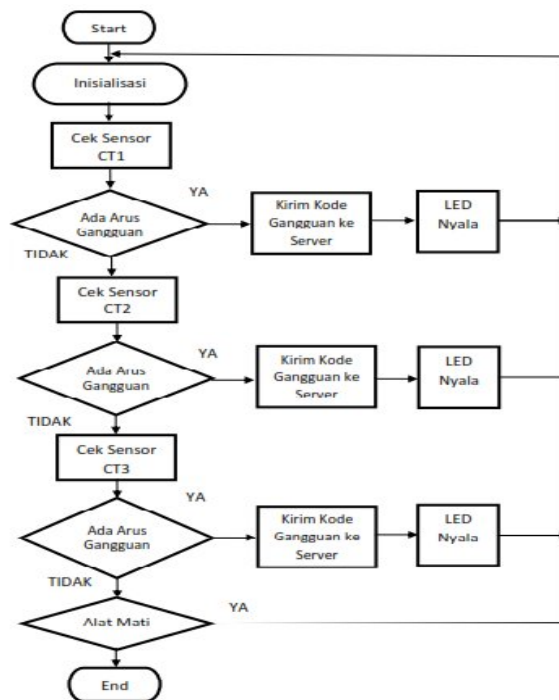 Start
Inisialisasi
Cek Sensor
CT1
YA
Ada Arus
Gangguan
Kirim Kode
Gangguan ke
Server
LED
Nyala
TIDAK
Cek Sensor
CT2
YA
Ada Arus
Gangguan
Kirim Kode
Gangguan ke
Server
LED
Nyala
TIDAK
Cek Sensor
CT3
YA
Ada Arus
Gangguan
Kirim Kode
Gangguan ke
Server
LED
Nyala
TIDAK
Alat Mati
YA
End